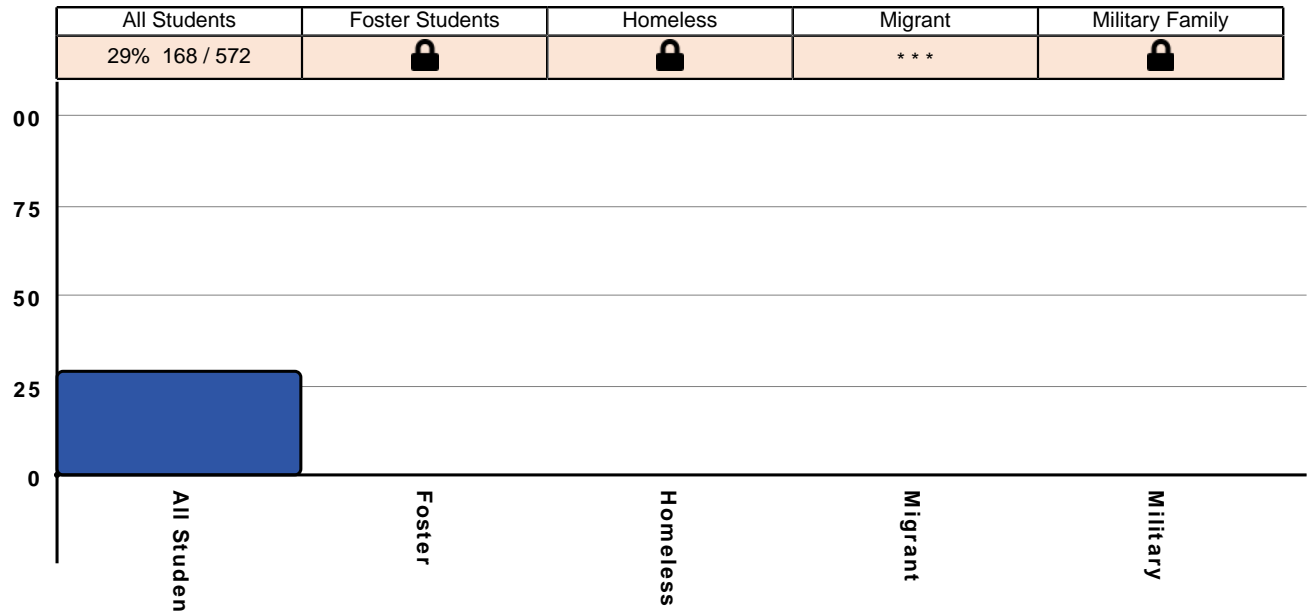 All Students Foster Students Homeless Migrant Military Family
29% 168 / 572 * * *
00
75
50
25
0
All Studen
Foster
Homeless
Migrant
Military